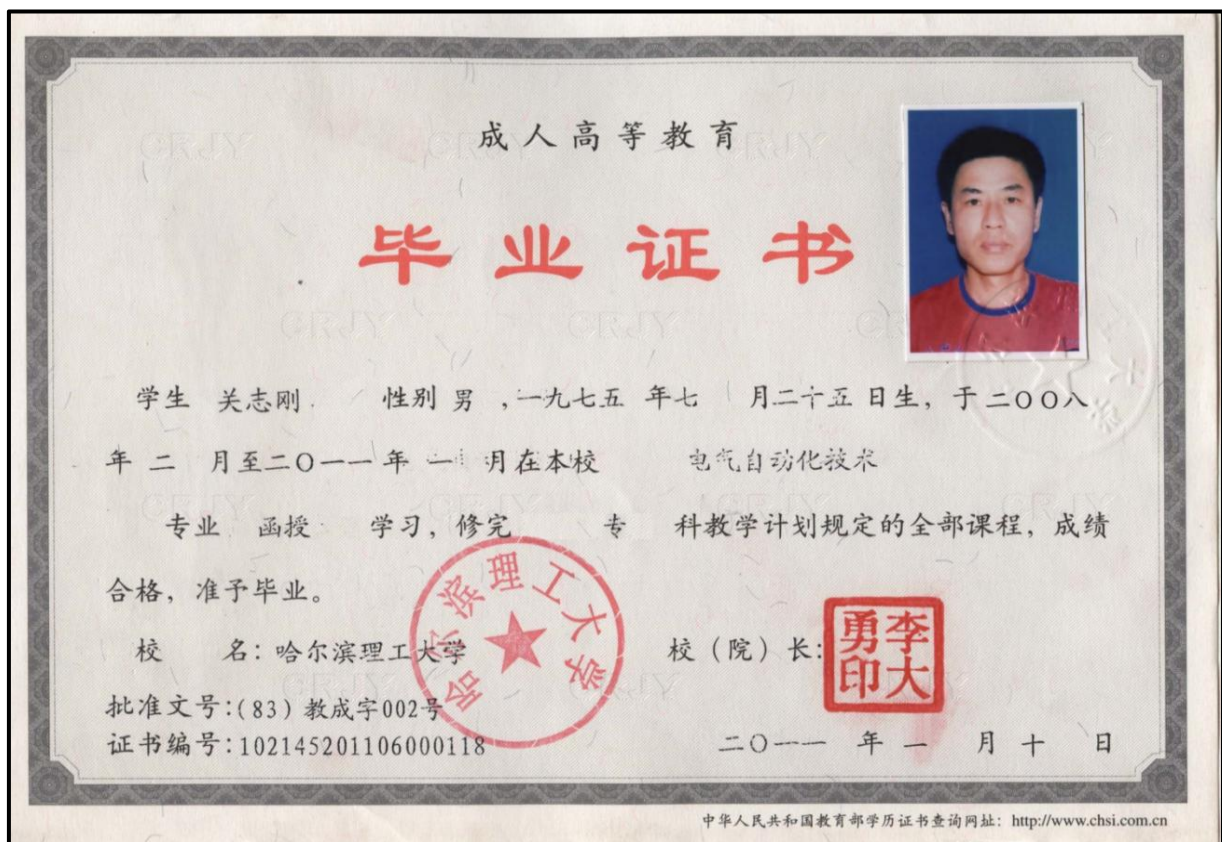 成人高等教育
毕业证书
学生 关志刚 性别 男 ，一九七五 年七 月二十五 日生，于 二〇〇八
年 二 月至二〇一一 年 一 月在本校 电气自动化技术
专业 函授 学习，修完 专 科教学计划规定的全部课程，成绩
合格，准予毕业。
校 名：哈尔滨理工大学
校（院）长：
李大勇印
哈尔滨理工大学
批准文号：(83) 教成字002号
证书编号：102145201106000118
二〇一一 年 一 月 十 日
中华人民共和国教育部学历证书查询网址：http://www.chsi.com.cn
CRJY
CRJY
CRJY
CRJY
CRJY
CRJY
CRJY